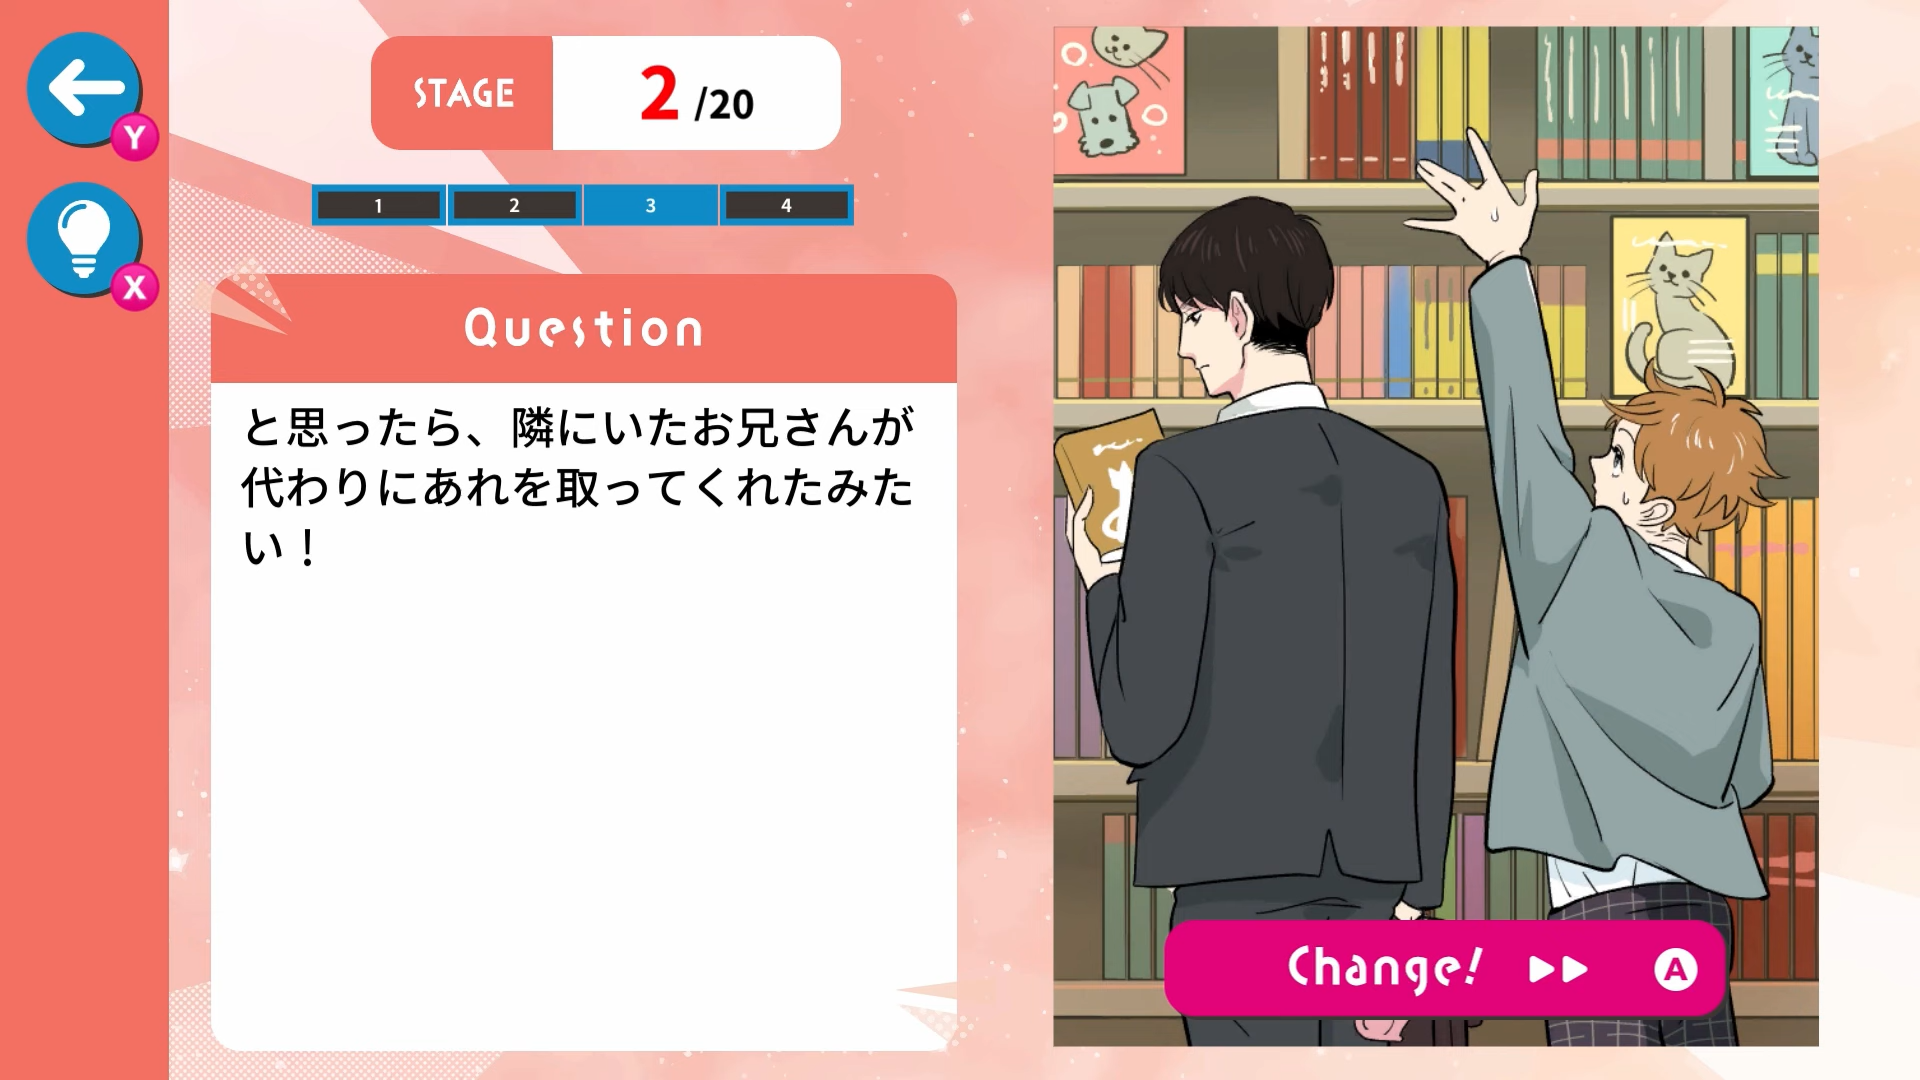 Y
X
STAGE
2 /20
1 2 3 4
Question
と思ったら、隣にいたお兄さんが
代わりにあれを取ってくれたみた
い！
Change! A